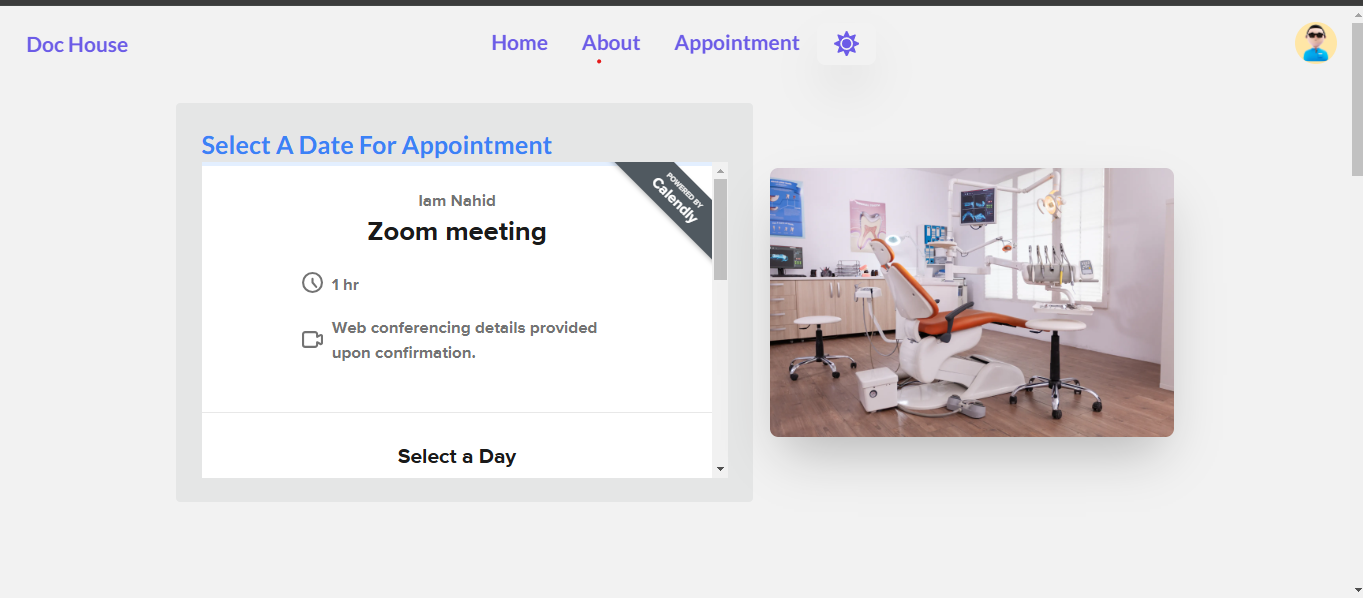 Doc House
Home
About
Appointment
Select A Date For Appointment
POWERED BY
Calendly
Iam Nahid
Zoom meeting
1 hr
Web conferencing details provided
upon confirmation.
Select a Day